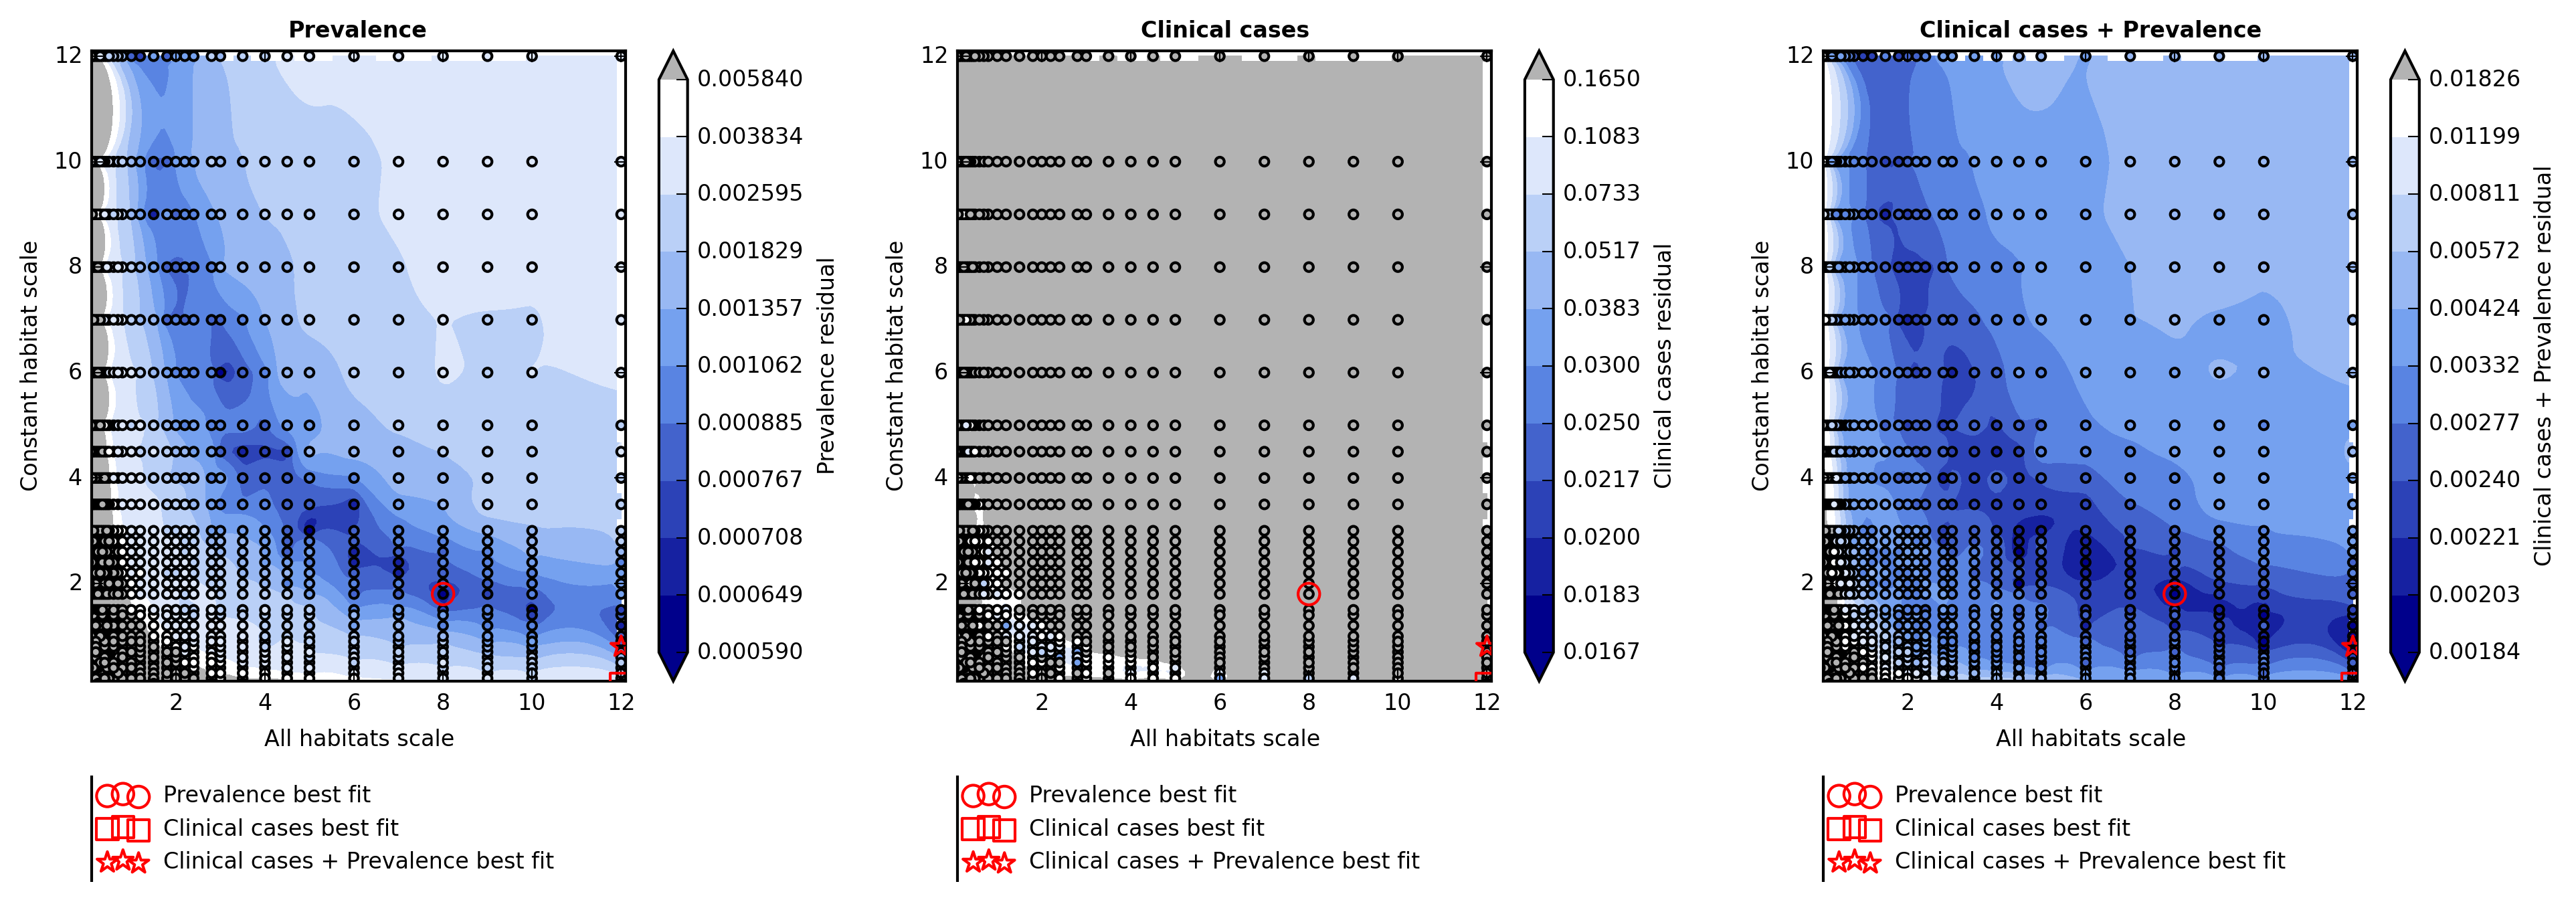 Prevalence
12
10
8
6
4
2
Constant habitat scale
2 4 6 8 10 12
All habitats scale
0.005840
0.003834
0.002595
0.001829
0.001357
0.001062
0.000885
0.000767
0.000708
0.000649
0.000590
Prevalence residual
Prevalence best fit
Clinical cases best fit
Clinical cases + Prevalence best fit
Clinical cases
12
10
8
6
4
2
Constant habitat scale
2 4 6 8 10 12
All habitats scale
0.1650
0.1083
0.0733
0.0517
0.0383
0.0300
0.0250
0.0217
0.0200
0.0183
0.0167
Clinical cases residual
Prevalence best fit
Clinical cases best fit
Clinical cases + Prevalence best fit
Clinical cases + Prevalence
12
10
8
6
4
2
Constant habitat scale
2 4 6 8 10 12
All habitats scale
0.01826
0.01199
0.00811
0.00572
0.00424
0.00332
0.00277
0.00240
0.00221
0.00203
0.00184
Clinical cases + Prevalence residual
Prevalence best fit
Clinical cases best fit
Clinical cases + Prevalence best fit